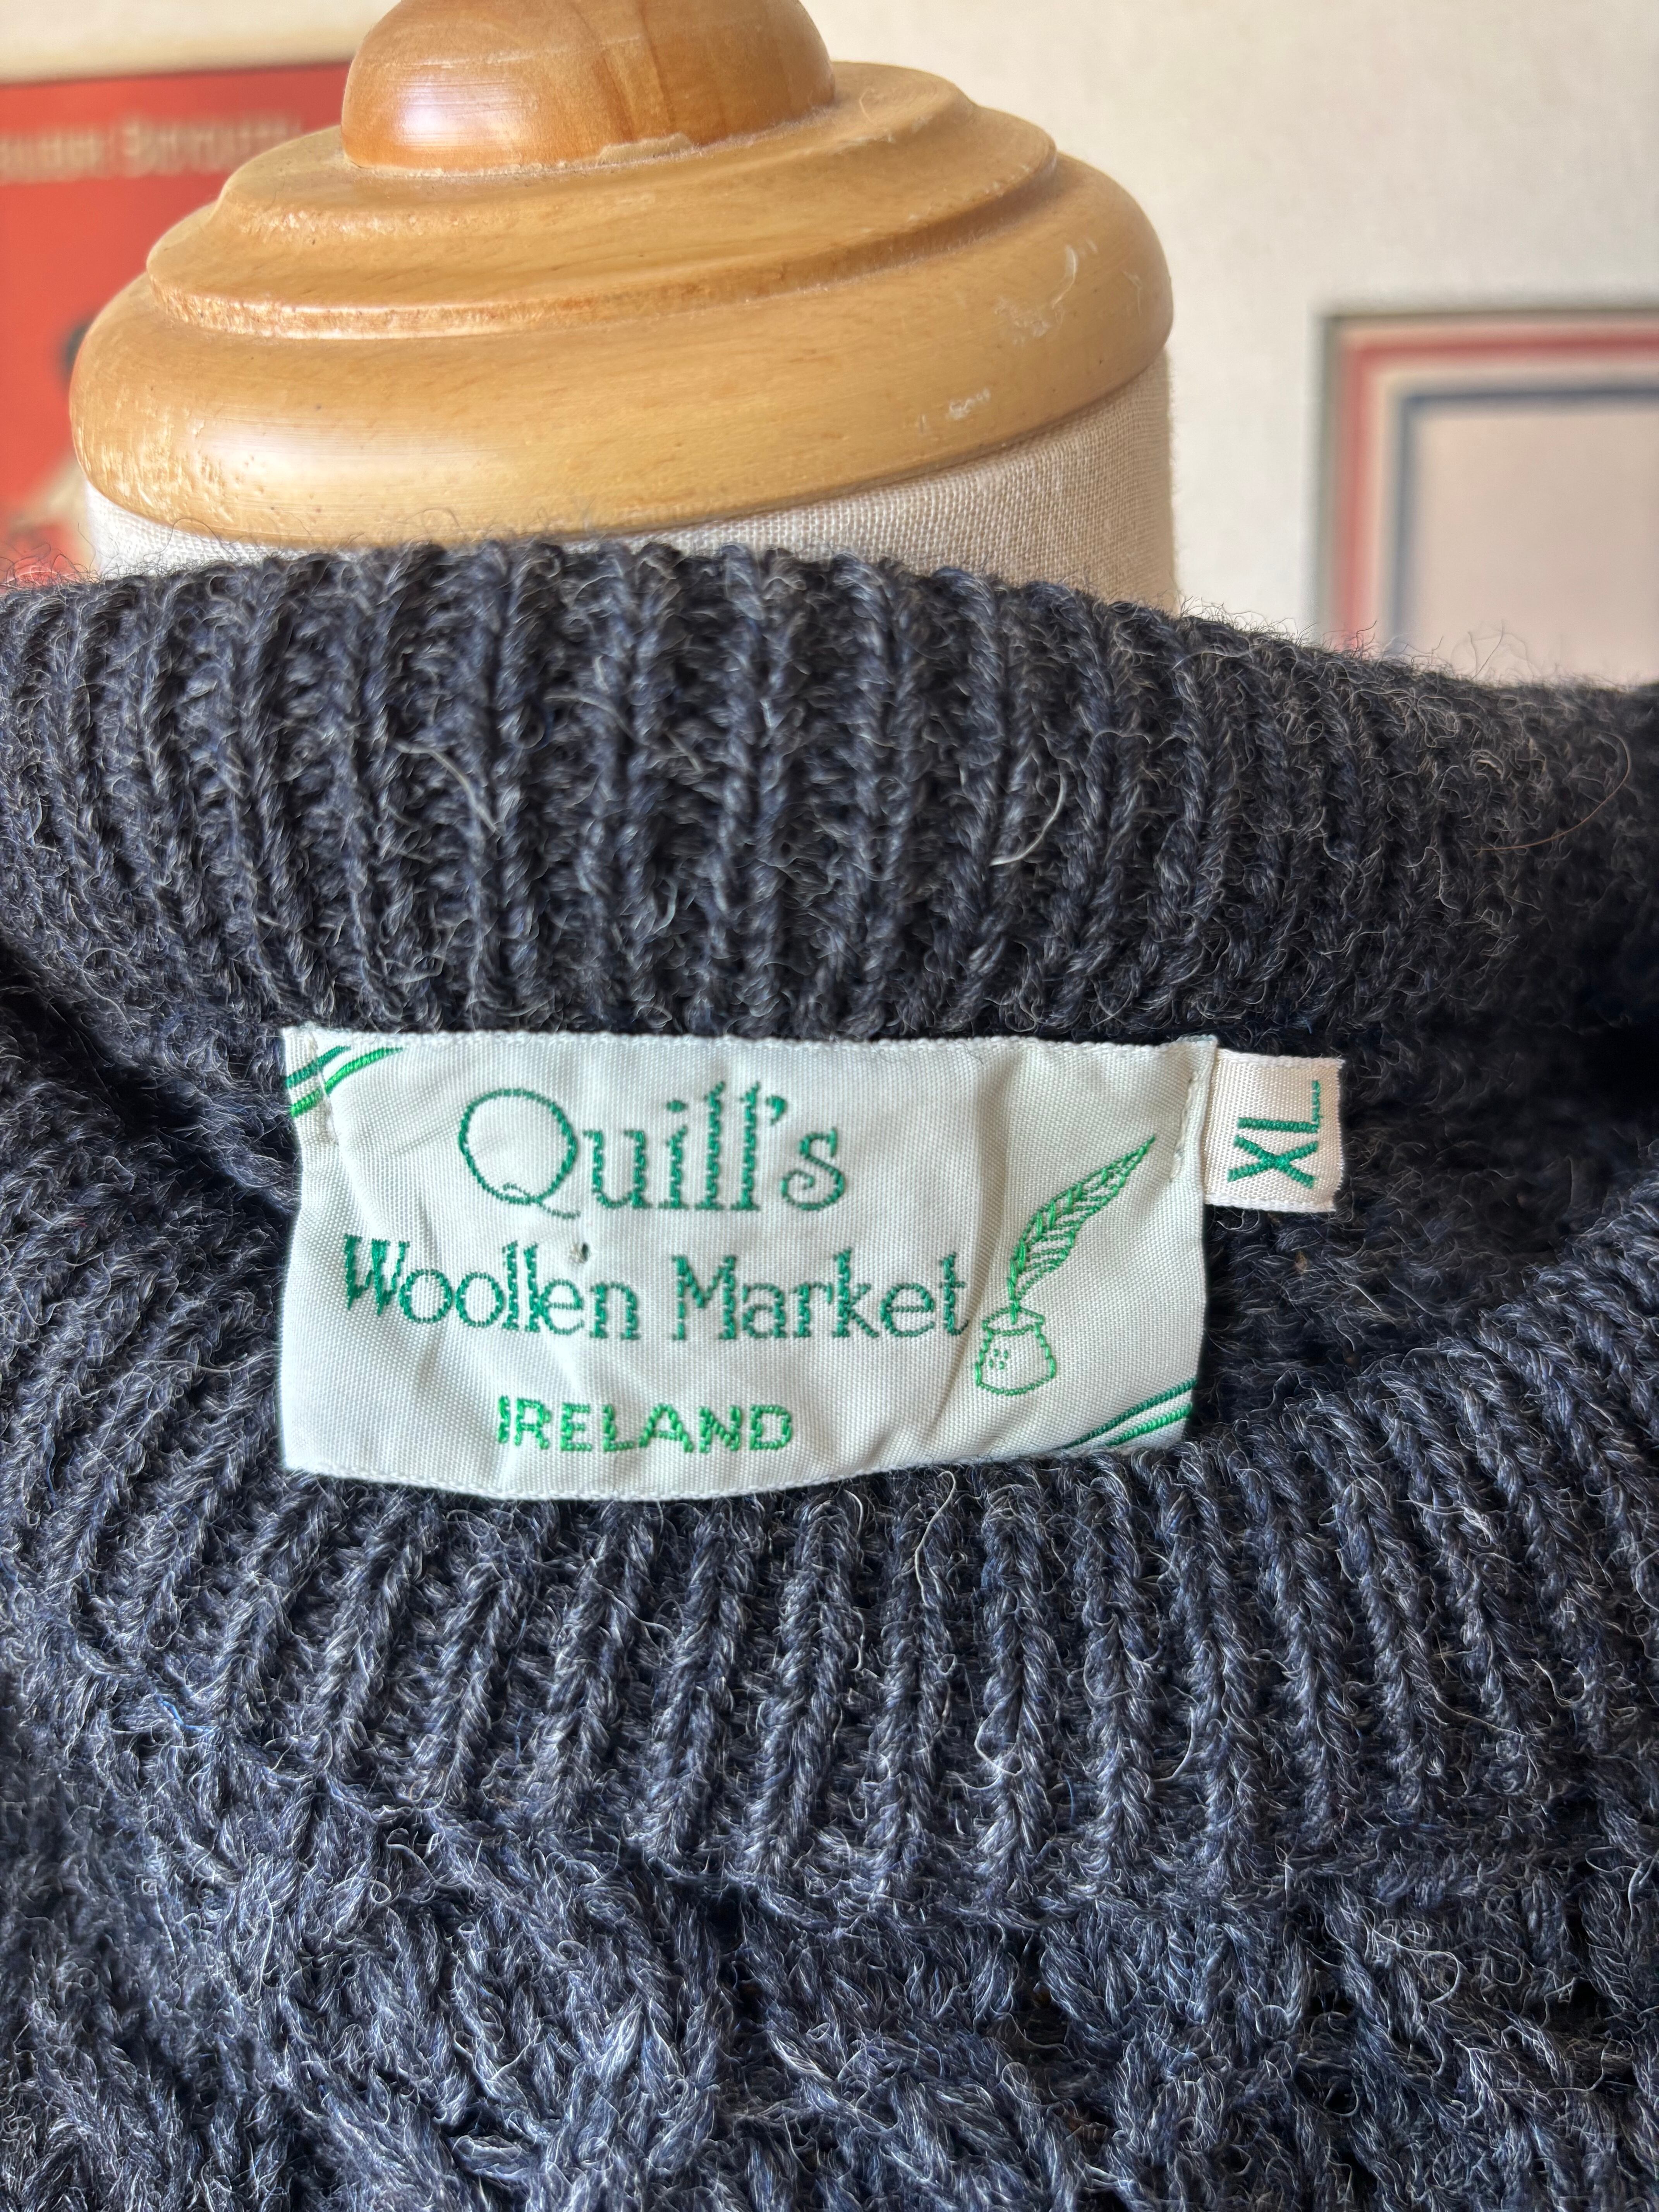 Quill's
Woollen Market
IRELAND
XL